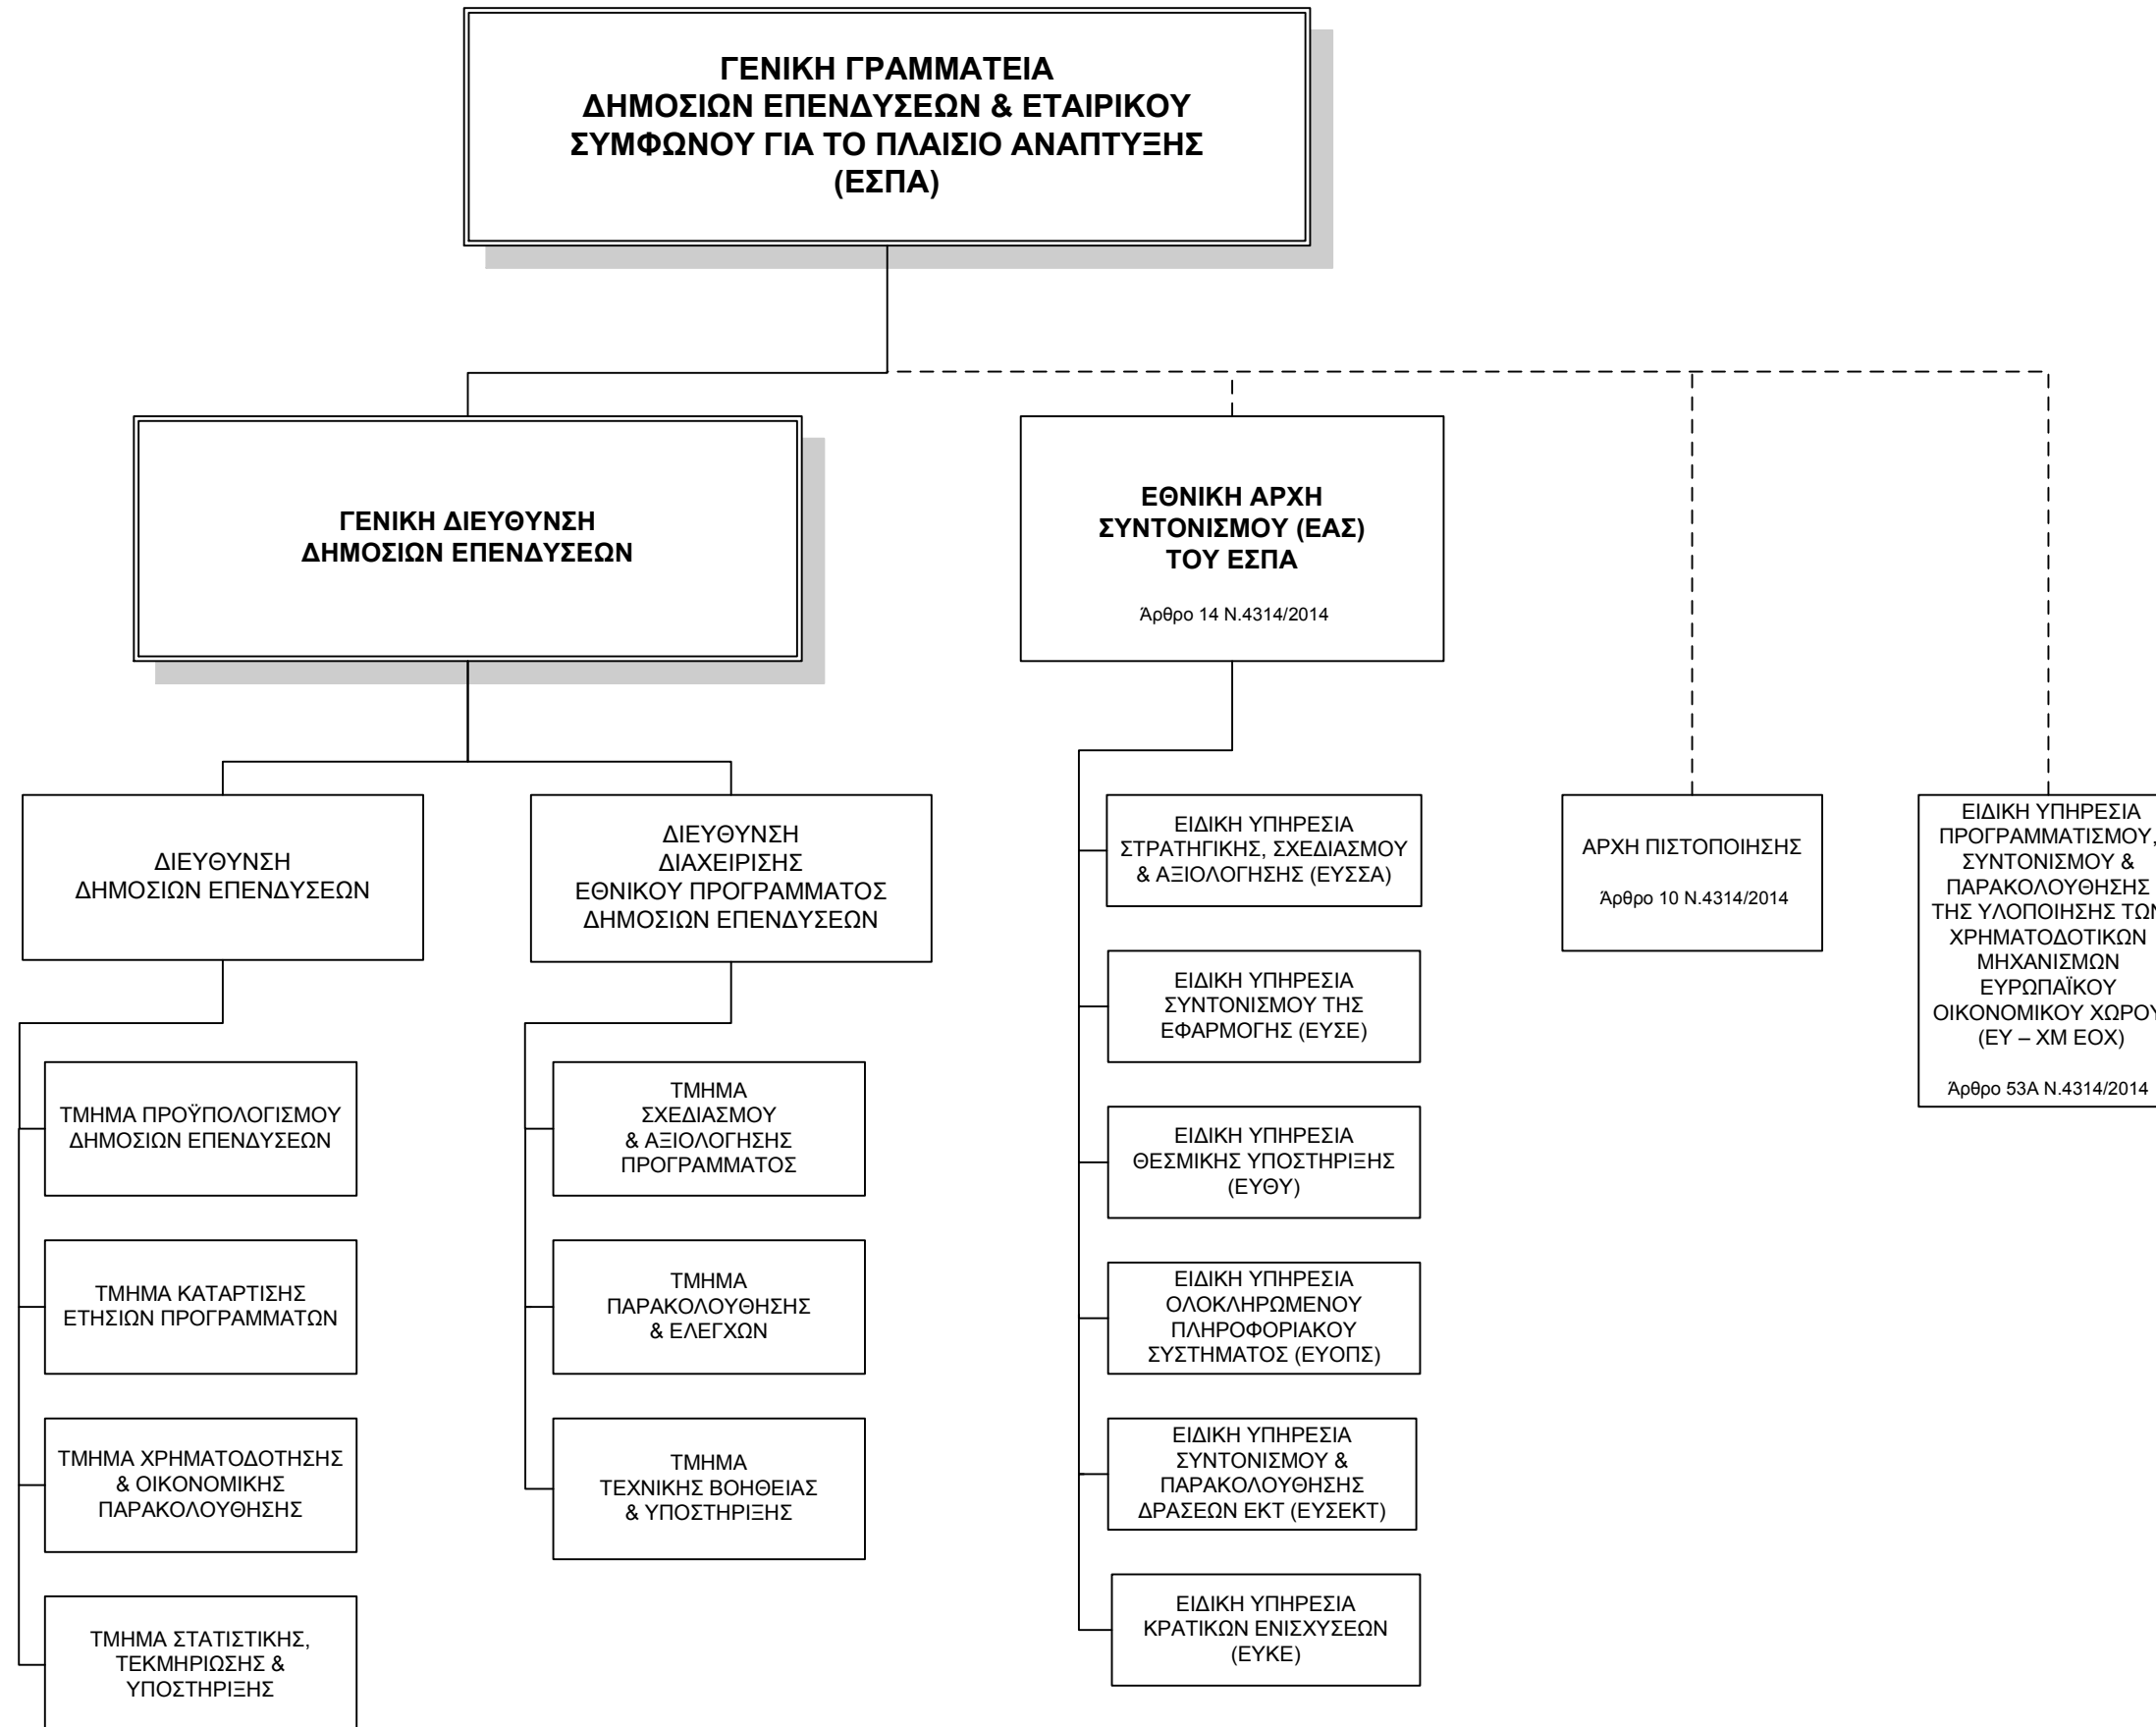 ΓΕΝΙΚΗ ΓΡΑΜΜΑΤΕΙΑ
ΔΗΜΟΣΙΩΝ ΕΠΕΝΔΥΣΕΩΝ & ΕΤΑΙΡΙΚΟΥ
ΣΥΜΦΩΝΟΥ ΓΙΑ ΤΟ ΠΛΑΙΣΙΟ ΑΝΑΠΤΥΞΗΣ
(ΕΣΠΑ)
ΓΕΝΙΚΗ ΔΙΕΥΘΥΝΣΗ
ΔΗΜΟΣΙΩΝ ΕΠΕΝΔΥΣΕΩΝ
ΕΘΝΙΚΗ ΑΡΧΗ
ΣΥΝΤΟΝΙΣΜΟΥ (ΕΑΣ)
ΤΟΥ ΕΣΠΑ
Άρθρο 14 Ν.4314/2014
ΔΙΕΥΘΥΝΣΗ
ΔΗΜΟΣΙΩΝ ΕΠΕΝΔΥΣΕΩΝ
ΤΜΗΜΑ ΠΡΟΫΠΟΛΟΓΙΣΜΟΥ
ΔΗΜΟΣΙΩΝ ΕΠΕΝΔΥΣΕΩΝ
ΤΜΗΜΑ ΚΑΤΑΡΤΙΣΗΣ
ΕΤΗΣΙΩΝ ΠΡΟΓΡΑΜΜΑΤΩΝ
ΤΜΗΜΑ ΧΡΗΜΑΤΟΔΟΤΗΣΗΣ
& ΟΙΚΟΝΟΜΙΚΗΣ
ΠΑΡΑΚΟΛΟΥΘΗΣΗΣ
ΤΜΗΜΑ ΣΤΑΤΙΣΤΙΚΗΣ,
ΤΕΚΜΗΡΙΩΣΗΣ &
ΥΠΟΣΤΗΡΙΞΗΣ
ΔΙΕΥΘΥΝΣΗ
ΔΙΑΧΕΙΡΙΣΗΣ
ΕΘΝΙΚΟΥ ΠΡΟΓΡΑΜΜΑΤΟΣ
ΔΗΜΟΣΙΩΝ ΕΠΕΝΔΥΣΕΩΝ
ΤΜΗΜΑ
ΣΧΕΔΙΑΣΜΟΥ
& ΑΞΙΟΛΟΓΗΣΗΣ
ΠΡΟΓΡΑΜΜΑΤΟΣ
ΤΜΗΜΑ
ΠΑΡΑΚΟΛΟΥΘΗΣΗΣ
& ΕΛΕΓΧΩΝ
ΤΜΗΜΑ
ΤΕΧΝΙΚΗΣ ΒΟΗΘΕΙΑΣ
& ΥΠΟΣΤΗΡΙΞΗΣ
ΕΙΔΙΚΗ ΥΠΗΡΕΣΙΑ
ΣΤΡΑΤΗΓΙΚΗΣ, ΣΧΕΔΙΑΣΜΟΥ
& ΑΞΙΟΛΟΓΗΣΗΣ (ΕΥΣΣΑ)
ΕΙΔΙΚΗ ΥΠΗΡΕΣΙΑ
ΣΥΝΤΟΝΙΣΜΟΥ ΤΗΣ
ΕΦΑΡΜΟΓΗΣ (ΕΥΣΕ)
ΕΙΔΙΚΗ ΥΠΗΡΕΣΙΑ
ΘΕΣΜΙΚΗΣ ΥΠΟΣΤΗΡΙΞΗΣ
(ΕΥΘΥ)
ΕΙΔΙΚΗ ΥΠΗΡΕΣΙΑ
ΟΛΟΚΛΗΡΩΜΕΝΟΥ
ΠΛΗΡΟΦΟΡΙΑΚΟΥ
ΣΥΣΤΗΜΑΤΟΣ (ΕΥΟΠΣ)
ΕΙΔΙΚΗ ΥΠΗΡΕΣΙΑ
ΣΥΝΤΟΝΙΣΜΟΥ &
ΠΑΡΑΚΟΛΟΥΘΗΣΗΣ
ΔΡΑΣΕΩΝ ΕΚΤ (ΕΥΣΕΚΤ)
ΕΙΔΙΚΗ ΥΠΗΡΕΣΙΑ
ΚΡΑΤΙΚΩΝ ΕΝΙΣΧΥΣΕΩΝ
(ΕΥΚΕ)
ΑΡΧΗ ΠΙΣΤΟΠΟΙΗΣΗΣ
Άρθρο 10 Ν.4314/2014
ΕΙΔΙΚΗ ΥΠΗΡΕΣΙΑ
ΠΡΟΓΡΑΜΜΑΤΙΣΜΟΥ,
ΣΥΝΤΟΝΙΣΜΟΥ &
ΠΑΡΑΚΟΛΟΥΘΗΣΗΣ
ΤΗΣ ΥΛΟΠΟΙΗΣΗΣ ΤΩΝ
ΧΡΗΜΑΤΟΔΟΤΙΚΩΝ
ΜΗΧΑΝΙΣΜΩΝ
ΕΥΡΩΠΑΪΚΟΥ
ΟΙΚΟΝΟΜΙΚΟΥ ΧΩΡΟΥ
(ΕΥ – ΧΜ ΕΟΧ)
Άρθρο 53Α Ν.4314/2014